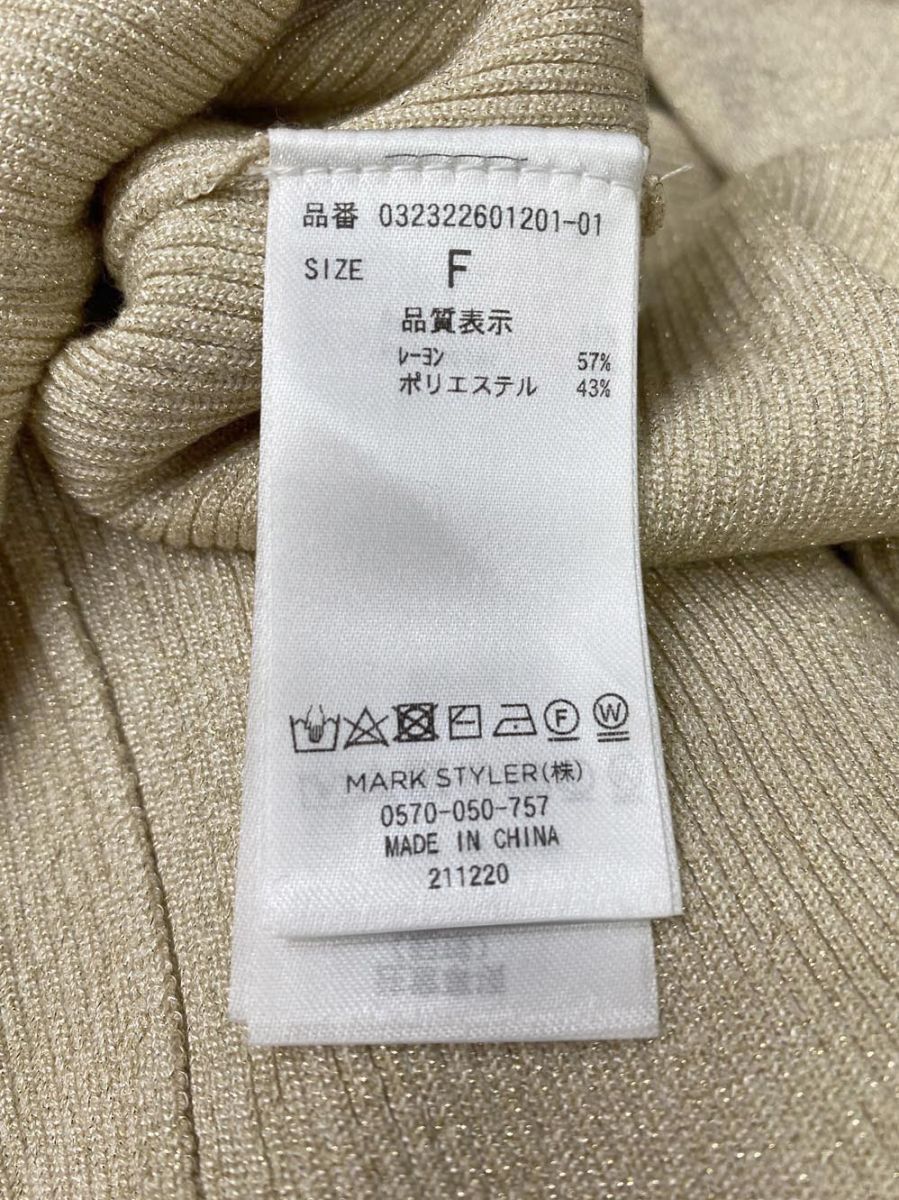 品番 032322601201-01
SIZE F
品質表示
ﾚｰﾖﾝ 57%
ポリエステル 43%
F W
MARK STYLER(株)
0570-050-757
MADE IN CHINA
211220